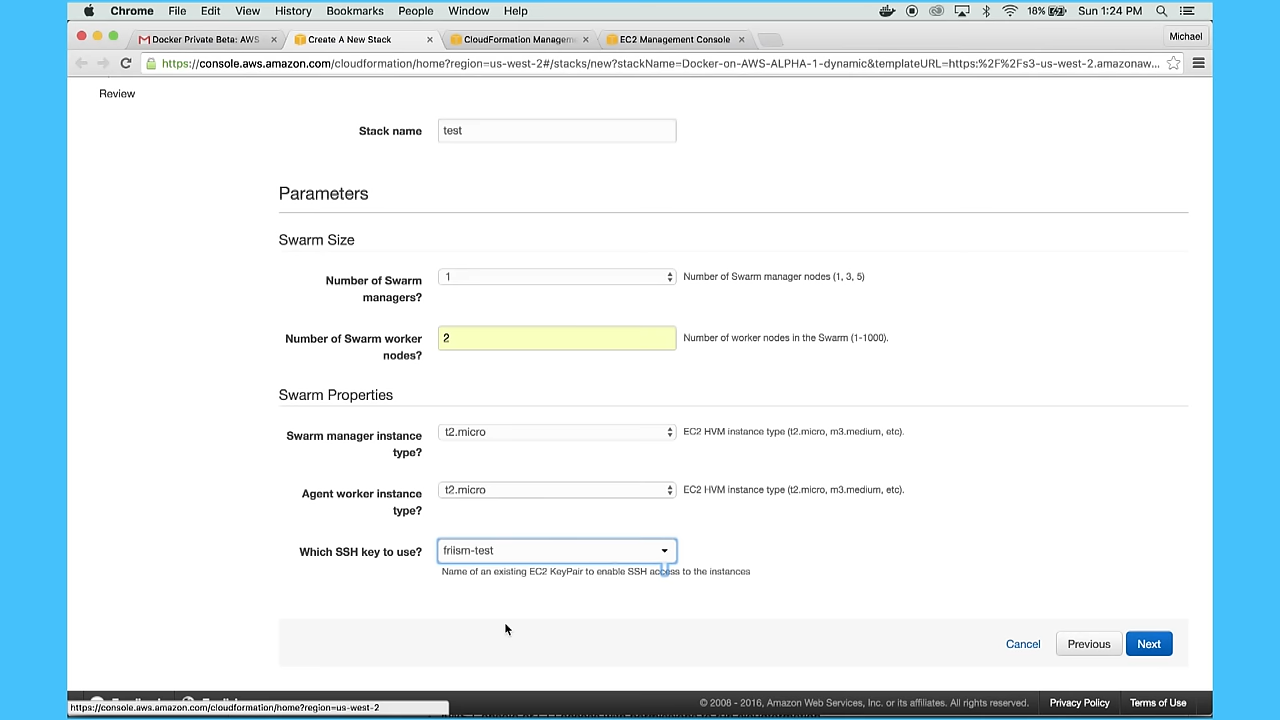 Chrome File Edit View History Bookmarks People Window Help 18% Sun 1:24 PM
Docker Private Beta: AWS Create A New Stack CloudFormation Managem EC2 Management Console Michael
https://console.aws.amazon.com/cloudformation/home?region=us-west-2#/stacks/new?stackName=Docker-on-AWS-ALPHA-1-dynamic&templateURL=https:%2F%2Fs3-us-west-2.amazonaw...
Review
Stack name test
Parameters
Swarm Size
Number of Swarm 1 Number of Swarm manager nodes (1, 3, 5)
managers?
Number of Swarm worker 2 Number of worker nodes in the Swarm (1-1000).
nodes?
Swarm Properties
Swarm manager instance t2.micro EC2 HVM instance type (t2.micro, m3.medium, etc).
type?
Agent worker instance t2.micro EC2 HVM instance type (t2.micro, m3.medium, etc).
type?
Which SSH key to use? friism-test
Name of an existing EC2 KeyPair to enable SSH access to the instances
Cancel Previous Next
© 2008 - 2016, Amazon Web Services, Inc. or its affiliates. All rights reserved. Privacy Policy Terms of Use
https://console.aws.amazon.com/cloudformation/home?region=us-west-2